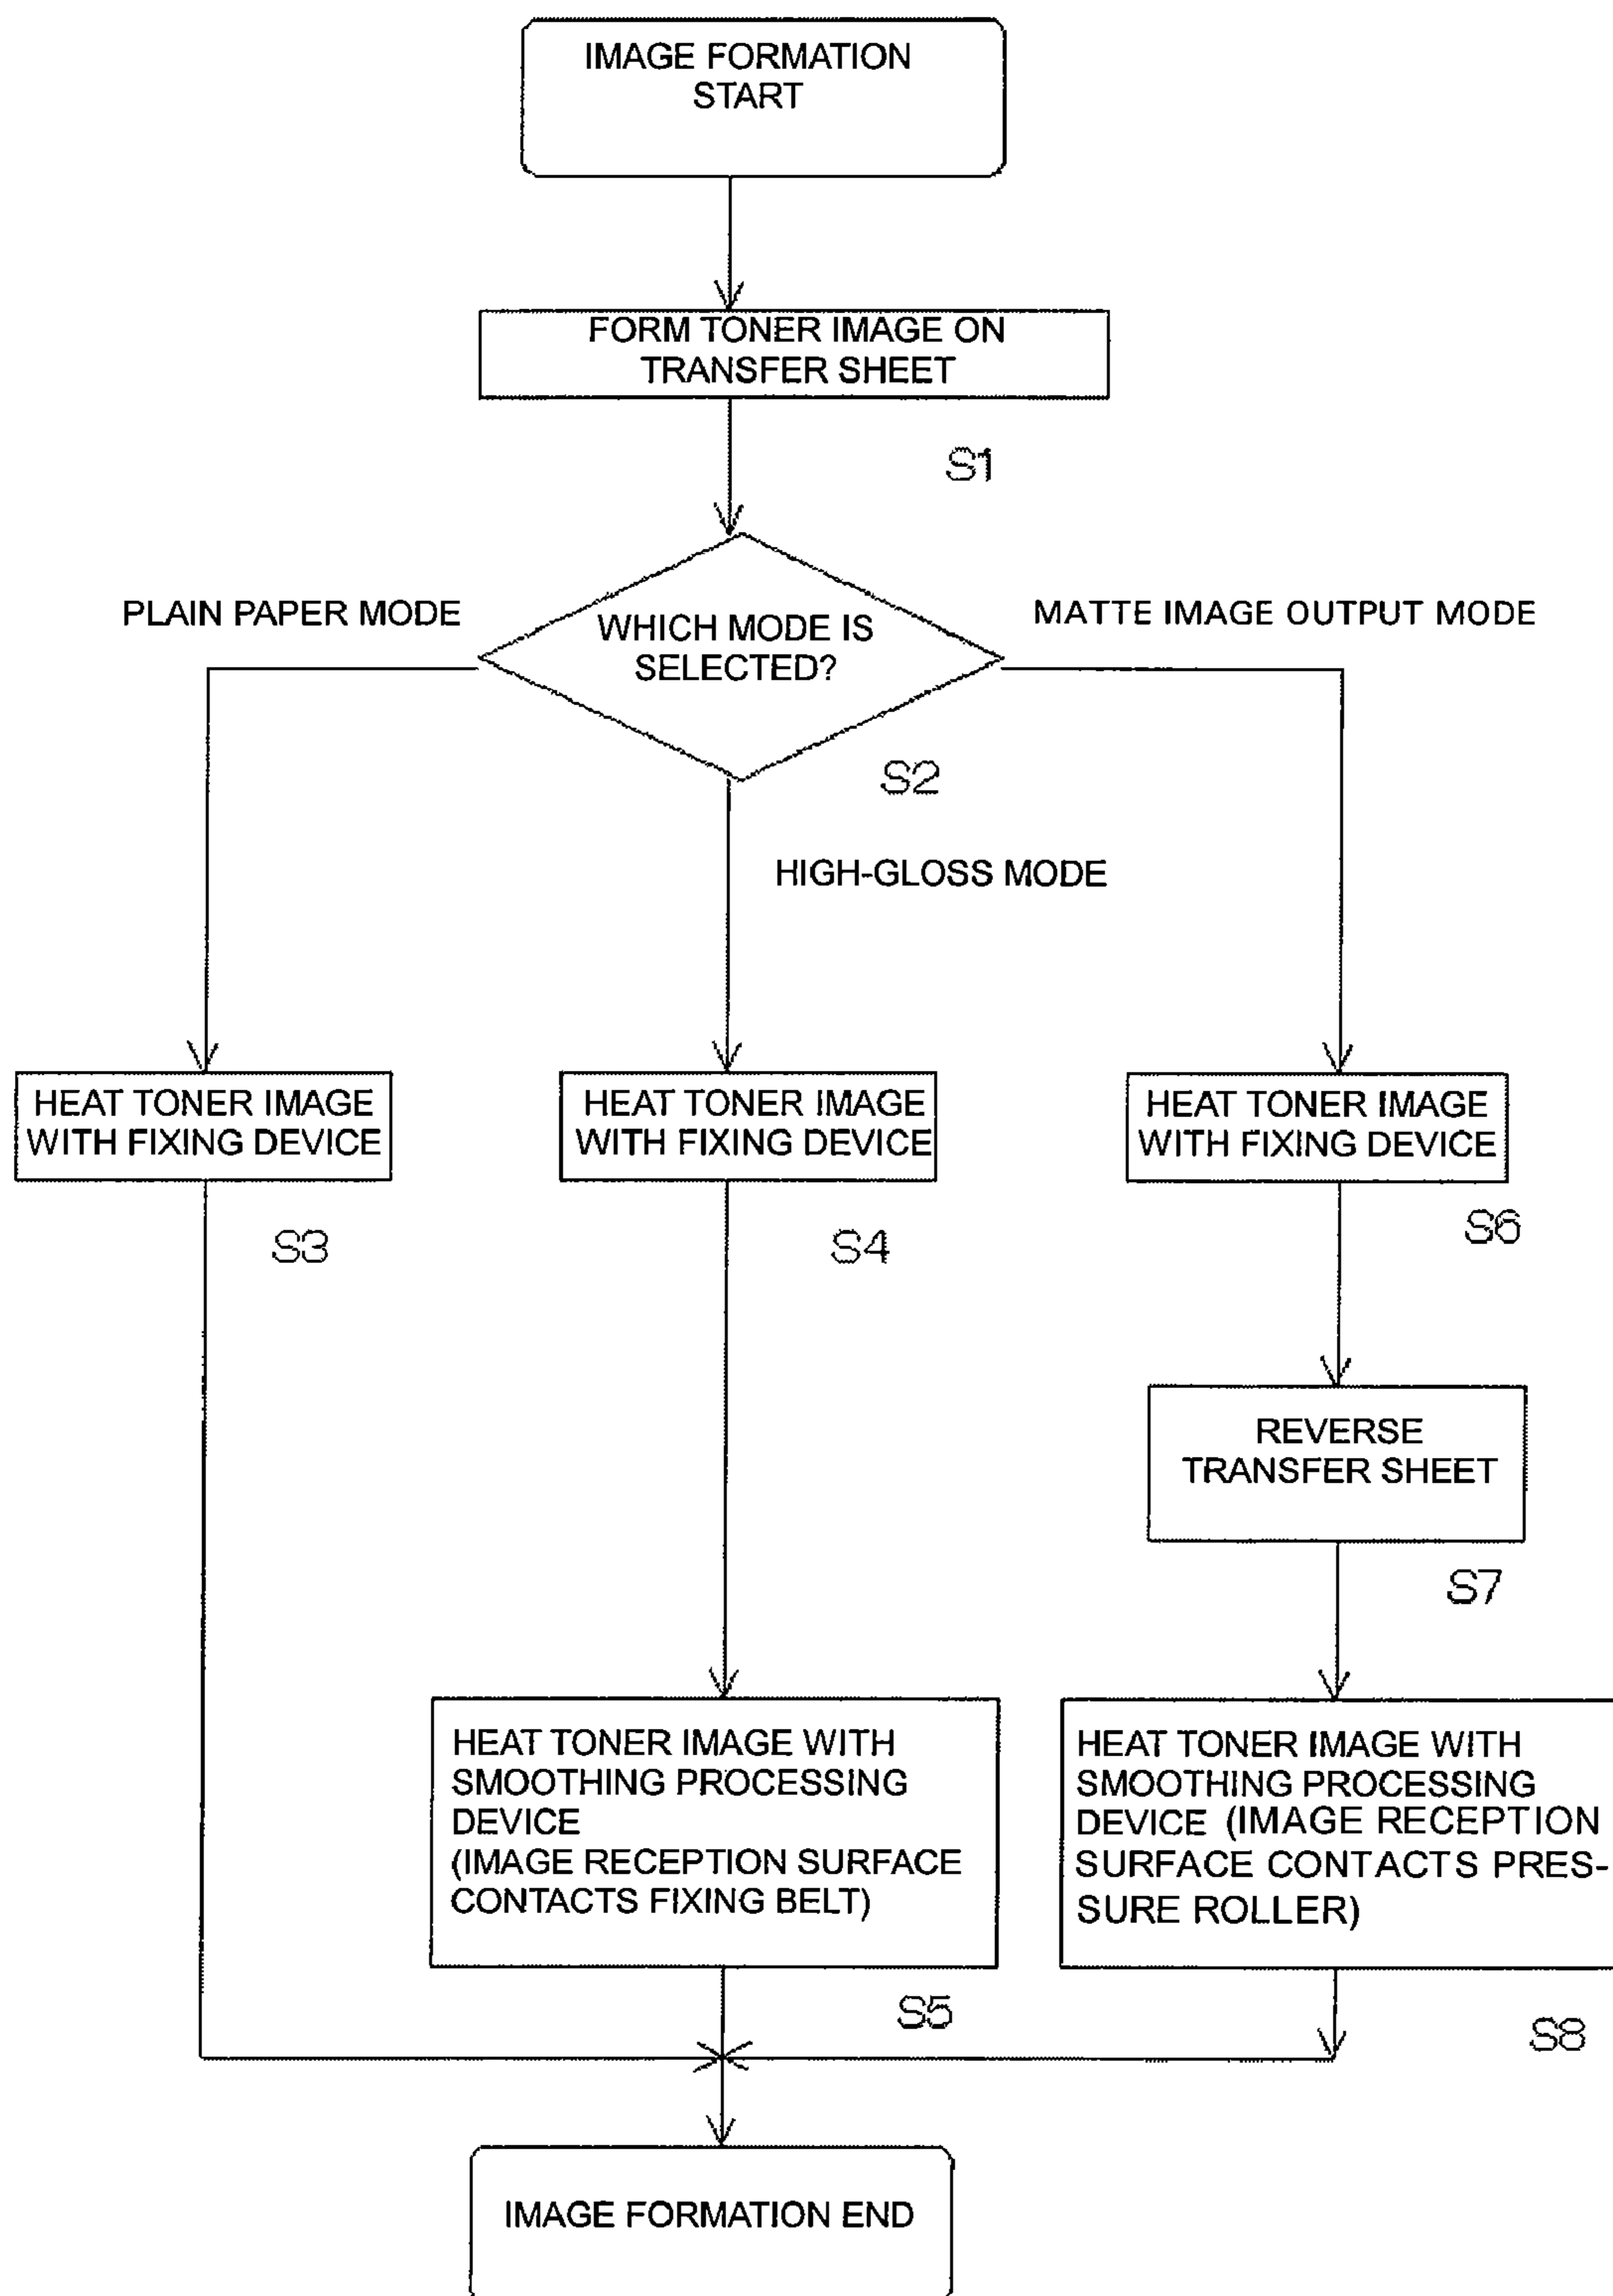 IMAGE FORMATION
START
FORM TONER IMAGE ON
TRANSFER SHEET
S1
PLAIN PAPER MODE
WHICH MODE IS
SELECTED?
MATTE IMAGE OUTPUT MODE
S2
HIGH-GLOSS MODE
HEAT TONER IMAGE
WITH FIXING DEVICE
S3
HEAT TONER IMAGE
WITH FIXING DEVICE
S4
HEAT TONER IMAGE
WITH FIXING DEVICE
S6
REVERSE
TRANSFER SHEET
S7
HEAT TONER IMAGE WITH
SMOOTHING PROCESSING
DEVICE
(IMAGE RECEPTION SURFACE
CONTACTS FIXING BELT)
S5
HEAT TONER IMAGE WITH
SMOOTHING PROCESSING
DEVICE (IMAGE RECEPTION
SURFACE CONTACTS PRES-
SURE ROLLER)
S8
IMAGE FORMATION END